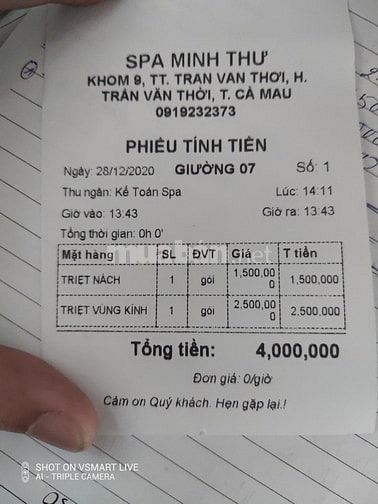 SPA MINH THƯ
KHOM 9, TT. TRAN VAN THƠI, H.
TRẦN VĂN THỜI, T. CÀ MAU
0919232373
PHIẾU TÍNH TIỀN
Ngày: 28/12/2020 GIƯỜNG 07 Số: 1
Thu ngân: Kế Toán Spa Lúc: 14:11
Giờ vào: 13:43 Giờ ra: 13:43
Tổng thời gian: 0h 0'
Mặt hàng SL ĐVT Giá T tiền
TRIỆT NÁCH 1 gói 1,500,00
0 1,500,000
TRIỆT VÙNG KÍNH 1 gói 2,500,00
0 2,500,000
Tổng tiền: 4,000,000
Đơn giá: 0/giờ
Cảm ơn Quý khách. Hẹn gặp lại.!
SHOT ON VSMART LIVE
AI - TRIPLE CAMERA